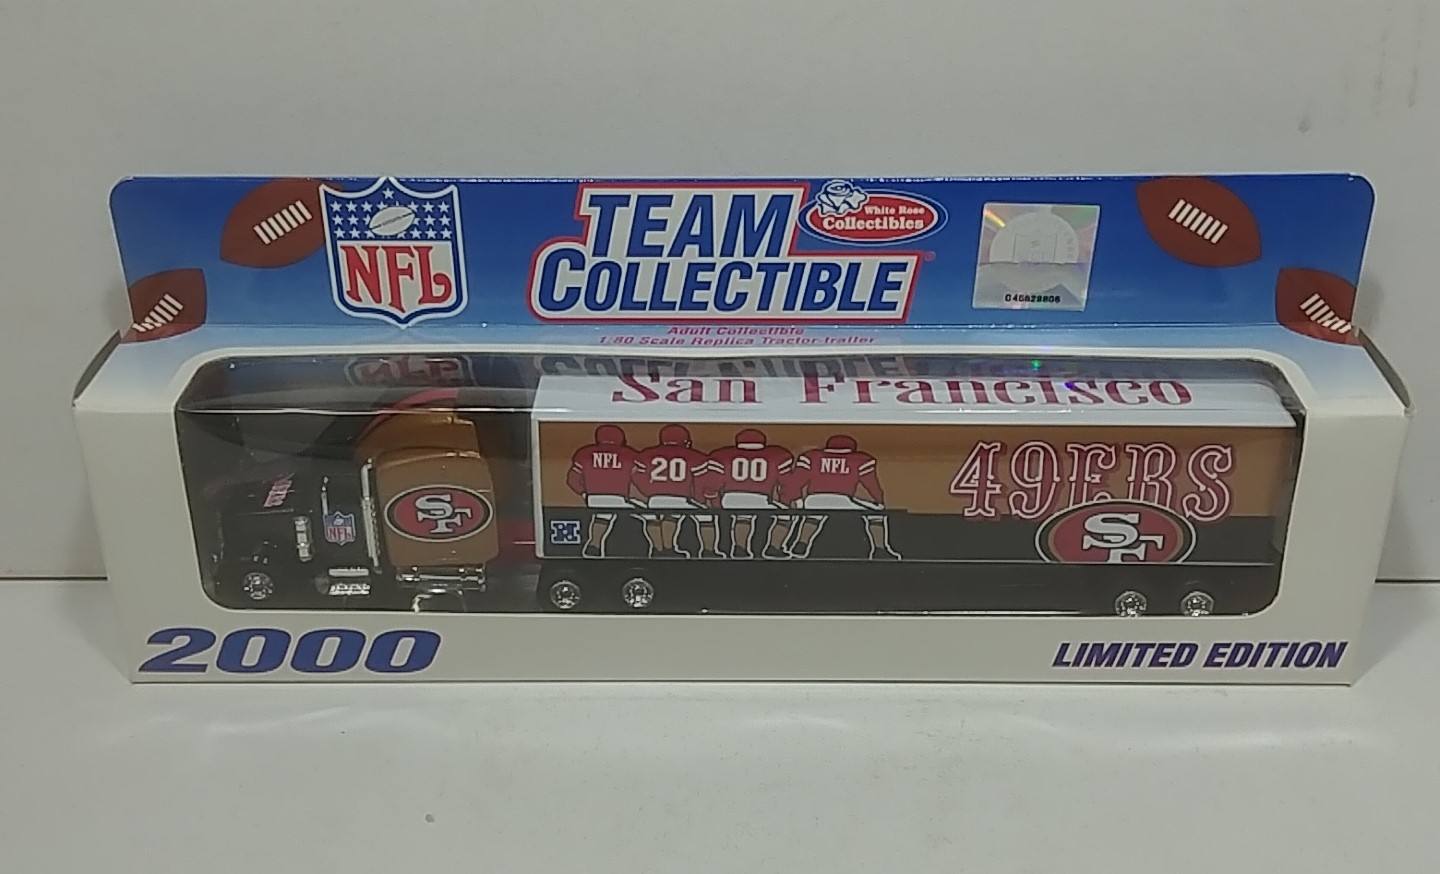 NFL
TEAM
COLLECTIBLE
White Rose
Collectibles
Adult Collectible
1:80 Scale Replica Tractor-trailer
San Francisco
NFL
20
00
NFL
49ERS
SF
NFL
SF
2000
LIMITED EDITION